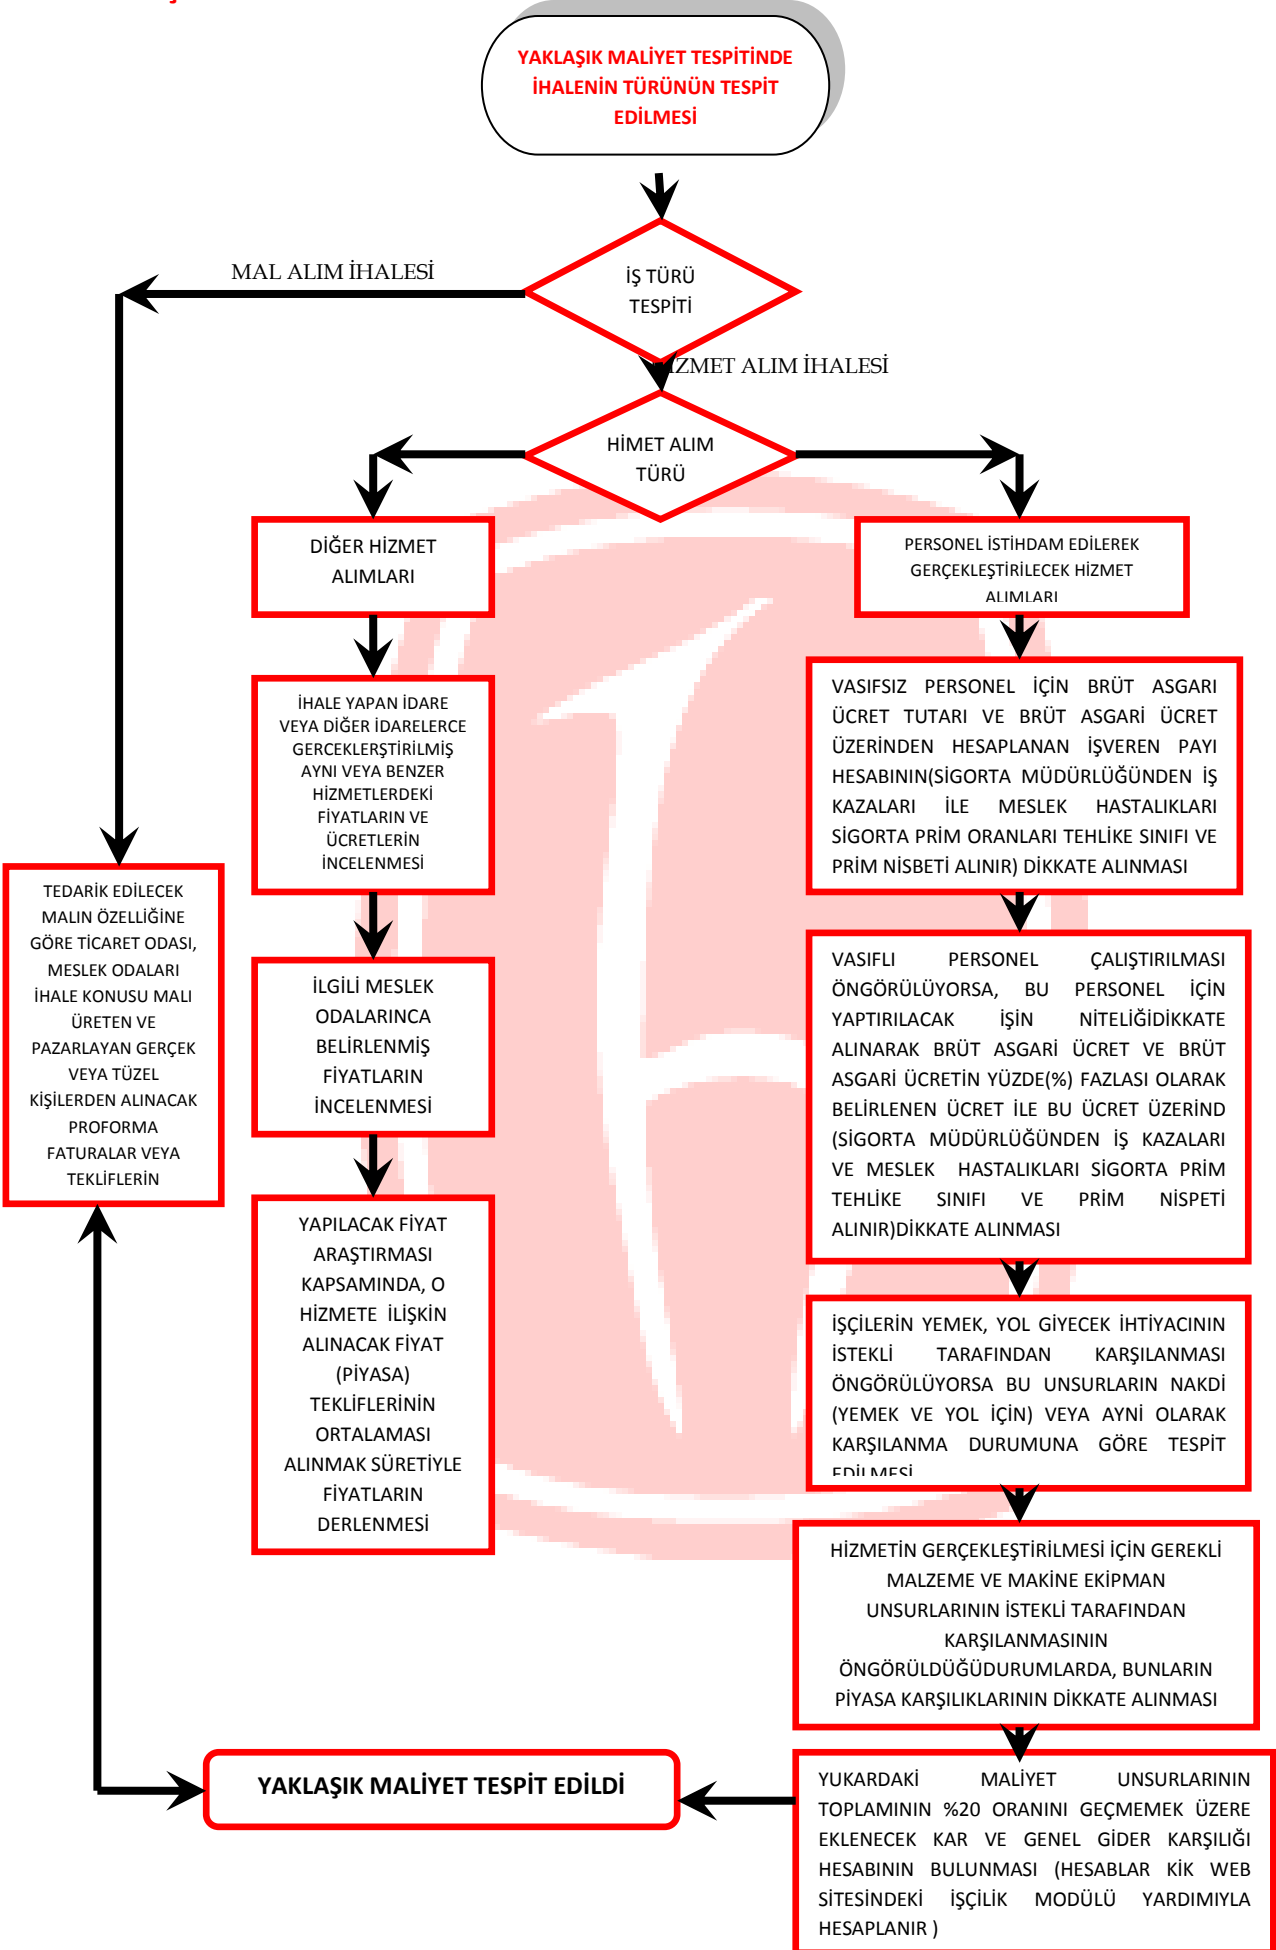 YAKLAŞIK MALİYET TESPİTİNDE
İHALENİN TÜRÜNÜN TESPİT
EDİLMESİ
İŞ TÜRÜ
TESPİTİ
MAL ALIM İHALESİ
İZMET ALIM İHALESİ
HİMET ALIM
TÜRÜ
DİĞER HİZMET
ALIMLARI
İHALE YAPAN İDARE
VEYA DİĞER İDARELERCE
GERCEKLERŞTİRİLMİŞ
AYNI VEYA BENZER
HİZMETLERDEKİ
FİYATLARIN VE
ÜCRETLERİN
İNCELENMESİ
İLGİLİ MESLEK
ODALARINCA
BELİRLENMİŞ
FİYATLARIN
İNCELENMESİ
YAPILACAK FİYAT
ARAŞTIRMASI
KAPSAMINDA, O
HİZMETE İLİŞKİN
ALINACAK FİYAT
(PİYASA)
TEKLİFLERİNİN
ORTALAMASI
ALINMAK SÜRETİYLE
FİYATLARIN
DERLENMESİ
PERSONEL İSTİHDAM EDİLEREK
GERÇEKLEŞTİRİLECEK HİZMET
ALIMLARI
VASIFSIZ PERSONEL İÇİN BRÜT ASGARI
ÜCRET TUTARI VE BRÜT ASGARİ ÜCRET
ÜZERİNDEN HESAPLANAN İŞVEREN PAYI
HESABININ(SİGORTA MÜDÜRLÜĞÜNDEN İŞ
KAZALARI İLE MESLEK HASTALIKLARI
SİGORTA PRİM ORANLARI TEHLİKE SINIFI VE
PRİM NİSBETİ ALINIR) DİKKATE ALINMASI
VASIFLI PERSONEL ÇALIŞTIRILMASI
ÖNGÖRÜLÜYORSA, BU PERSONEL İÇİN
YAPTIRILACAK İŞİN NİTELİĞİDİKKATE
ALINARAK BRÜT ASGARİ ÜCRET VE BRÜT
ASGARİ ÜCRETİN YÜZDE(%) FAZLASI OLARAK
BELİRLENEN ÜCRET İLE BU ÜCRET ÜZERİND
(SİGORTA MÜDÜRLÜĞÜNDEN İŞ KAZALARI
VE MESLEK HASTALIKLARI SİGORTA PRİM
TEHLİKE SINIFI VE PRİM NİSPETİ
ALINIR)DİKKATE ALINMASI
İŞÇİLERİN YEMEK, YOL GİYECEK İHTİYACININ
İSTEKLİ TARAFINDAN KARŞILANMASI
ÖNGÖRÜLÜYORSA BU UNSURLARIN NAKDİ
(YEMEK VE YOL İÇİN) VEYA AYNİ OLARAK
KARŞILANMA DURUMUNA GÖRE TESPİT
EDİLMESİ
HİZMETİN GERÇEKLEŞTİRİLMESİ İÇİN GEREKLİ
MALZEME VE MAKİNE EKİPMAN
UNSURLARININ İSTEKLİ TARAFINDAN
KARŞILANMASININ
ÖNGÖRÜLDÜĞÜDURUMLARDA, BUNLARIN
PİYASA KARŞILIKLARININ DİKKATE ALINMASI
YUKARDAKİ MALİYET UNSURLARININ
TOPLAMININ %20 ORANINI GEÇMEMEK ÜZERE
EKLENECEK KAR VE GENEL GİDER KARŞILIĞI
HESABININ BULUNMASI (HESABLAR KİK WEB
SİTESİNDEKİ İŞÇİLİK MODÜLÜ YARDIMIYLA
HESAPLANIR )
TEDARİK EDİLECEK
MALIN ÖZELLİĞİNE
GÖRE TİCARET ODASI,
MESLEK ODALARI
İHALE KONUSU MALI
ÜRETEN VE
PAZARLAYAN GERÇEK
VEYA TÜZEL
KİŞİLERDEN ALINACAK
PROFORMA
FATURALAR VEYA
TEKLİFLERİN
YAKLAŞIK MALİYET TESPİT EDİLDİ